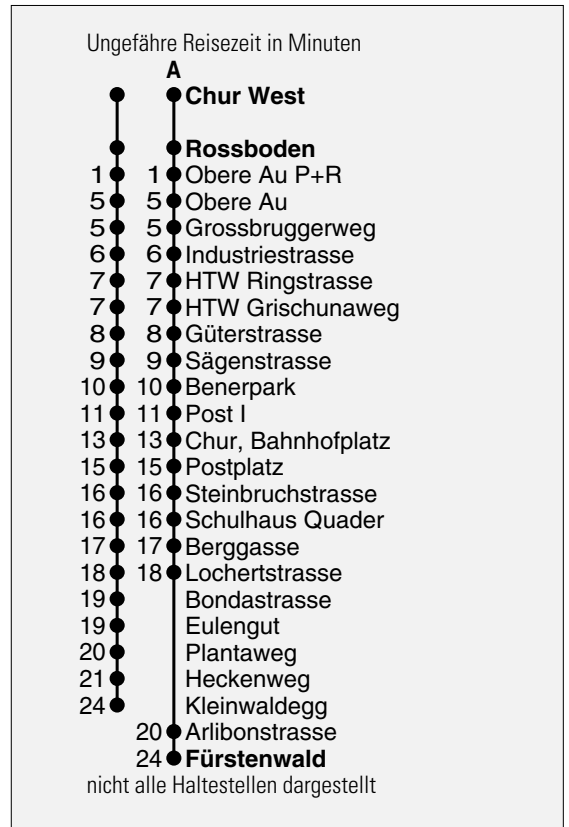 Ungefähre Reisezeit in Minuten
A
Chur West
Rossboden
1 1 Obere Au P+R
5 5 Obere Au
5 5 Grossbruggerweg
6 6 Industriestrasse
7 7 HTW Ringstrasse
7 7 HTW Grischunaweg
8 8 Güterstrasse
9 9 Sägenstrasse
10 10 Benerpark
11 11 Post I
13 13 Chur, Bahnhofplatz
15 15 Postplatz
16 16 Steinbruchstrasse
16 16 Schulhaus Quader
17 17 Berggasse
18 18 Lochertstrasse
19 Bondastrasse
19 Eulengut
20 Plantaweg
21 Heckenweg
24 Kleinwaldegg
20 Arlibonstrasse
24 Fürstenwald
nicht alle Haltestellen dargestellt